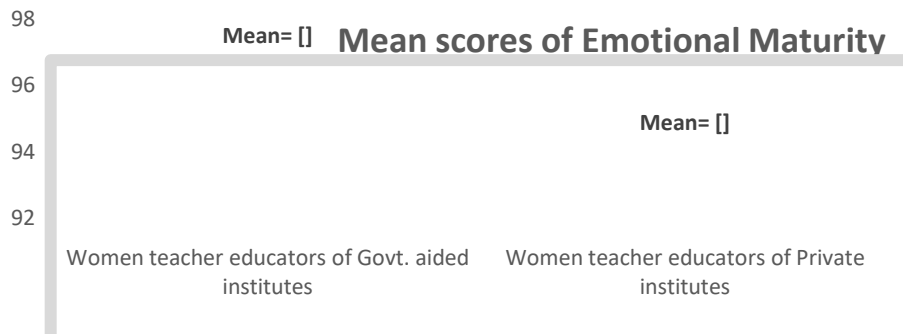 Mean scores of Emotional Maturity
98
Mean= []
96
Mean= []
94
92
Women teacher educators of Govt. aided
institutes
Women teacher educators of Private
institutes